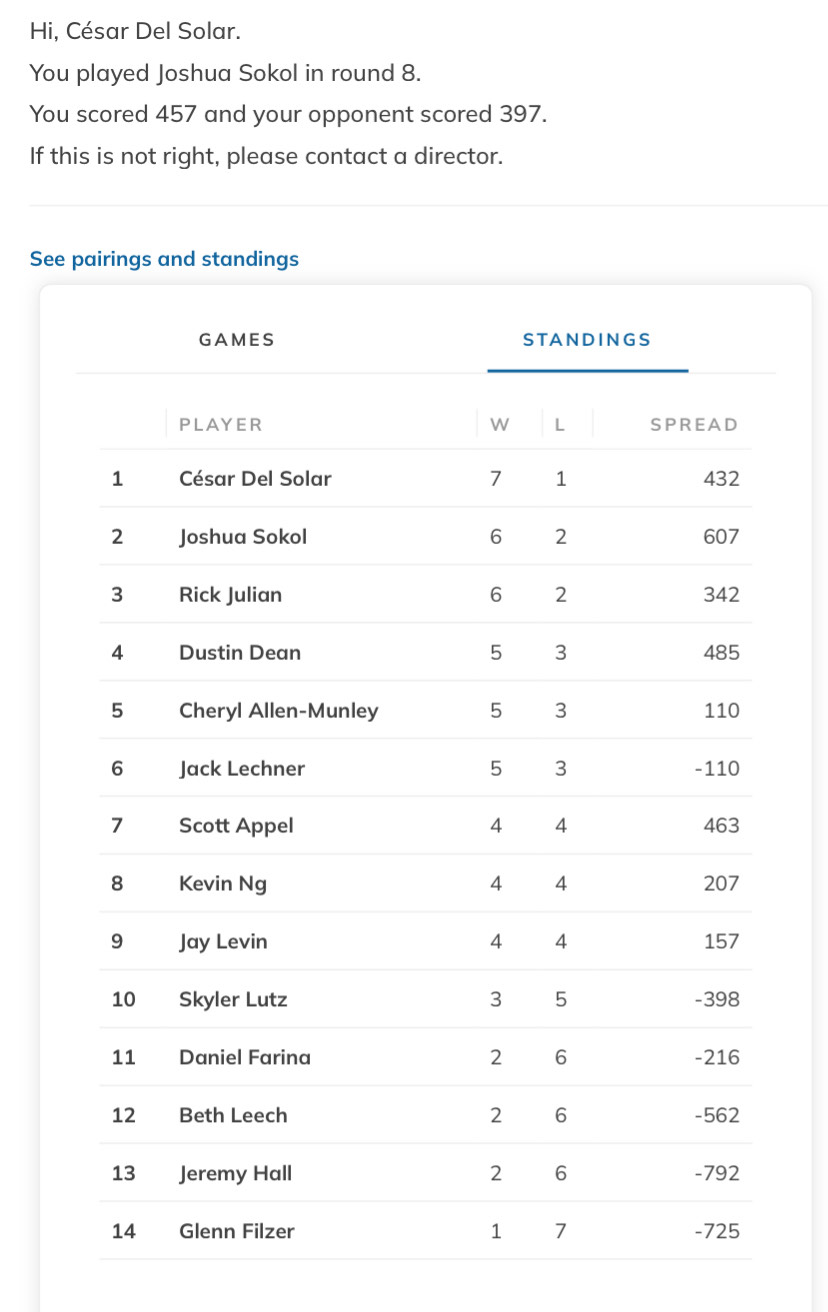 Hi, César Del Solar.
You played Joshua Sokol in round 8.
You scored 457 and your opponent scored 397.
If this is not right, please contact a director.
See pairings and standings
GAMES STANDINGS
PLAYER W L SPREAD
1 César Del Solar 7 1 432
2 Joshua Sokol 6 2 607
3 Rick Julian 6 2 342
4 Dustin Dean 5 3 485
5 Cheryl Allen-Munley 5 3 110
6 Jack Lechner 5 3 -110
7 Scott Appel 4 4 463
8 Kevin Ng 4 4 207
9 Jay Levin 4 4 157
10 Skyler Lutz 3 5 -398
11 Daniel Farina 2 6 -216
12 Beth Leech 2 6 -562
13 Jeremy Hall 2 6 -792
14 Glenn Filzer 1 7 -725